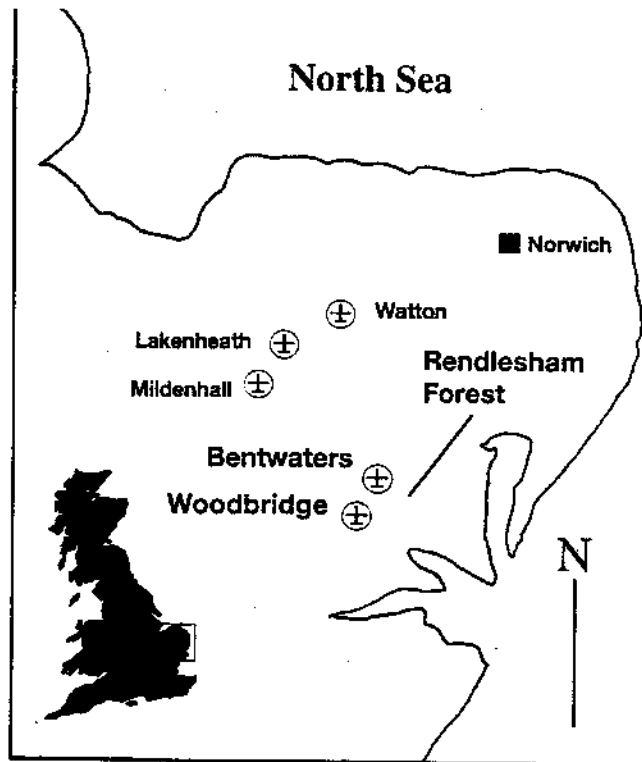 North Sea
Norwich
Watton
Lakenheath
Mildenhall
Rendlesham
Forest
Bentwaters
Woodbridge
N